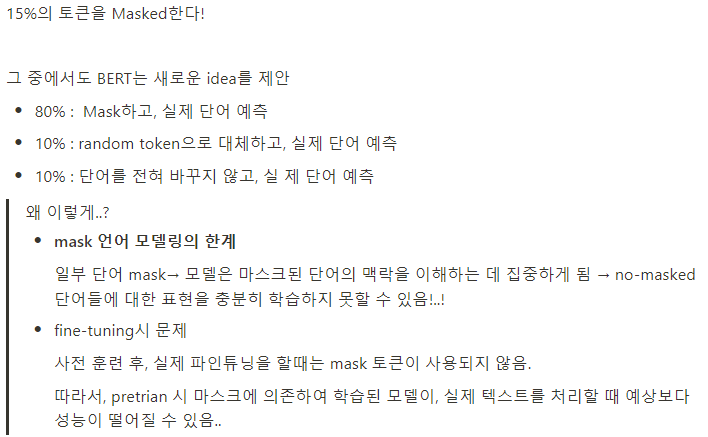 15%의 토큰을 Masked한다!
그 중에서도 BERT는 새로운 idea를 제안
• 80% :  Mask하고, 실제 단어 예측
• 10% : random token으로 대체하고, 실제 단어 예측
• 10% : 단어를 전혀 바꾸지 않고, 실 제 단어 예측
왜 이렇게..?
• mask 언어 모델링의 한계
일부 단어 mask→ 모델은 마스크된 단어의 맥락을 이해하는 데 집중하게 됨 → no-masked
단어들에 대한 표현을 충분히 학습하지 못할 수 있음!..!
• fine-tuning시 문제
사전 훈련 후, 실제 파인튜닝을 할때는 mask 토큰이 사용되지 않음.
따라서, pretrian 시 마스크에 의존하여 학습된 모델이, 실제 텍스트를 처리할 때 예상보다
성능이 떨어질 수 있음..